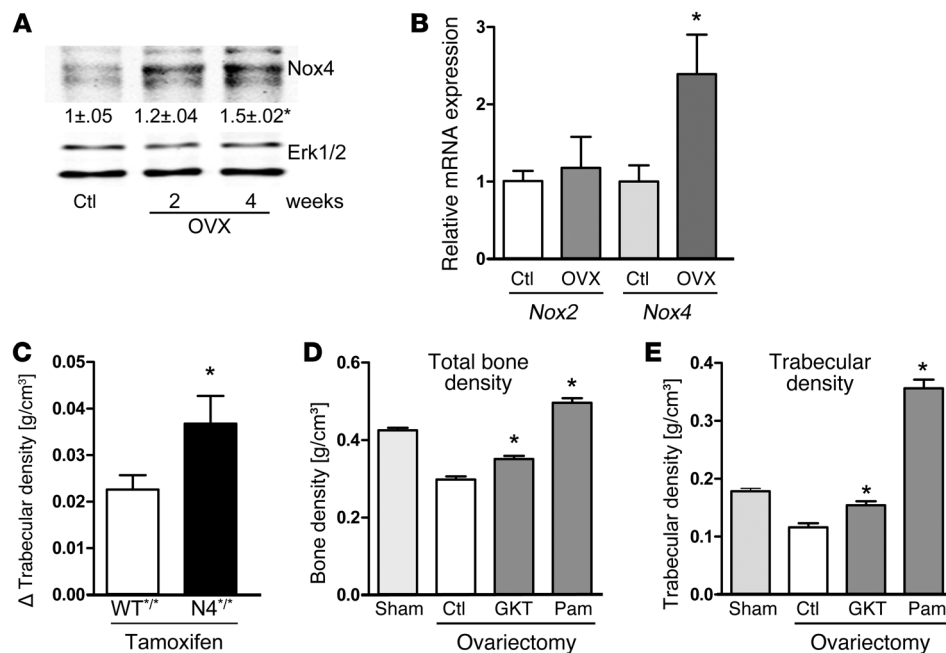 A
Nox4
1±.05 1.2±.04 1.5±.02*
Erk1/2
Ctl 2 4 weeks
OVX
B
Relative mRNA expression
3
2
1
0
*
Ctl OVX Ctl OVX
Nox2 Nox4
C
Δ Trabecular density [g/cm³]
0.05
0.04
0.03
0.02
0.01
0.00
*
WT*/* N4*/*
Tamoxifen
D
Total bone
density
Bone density [g/cm³]
0.6
0.4
0.2
0.0
* *
Sham Ctl GKT Pam
Ovariectomy
E
Trabecular
density
Trabecular density [g/cm³]
0.4
0.3
0.2
0.1
0.0
* *
Sham Ctl GKT Pam
Ovariectomy